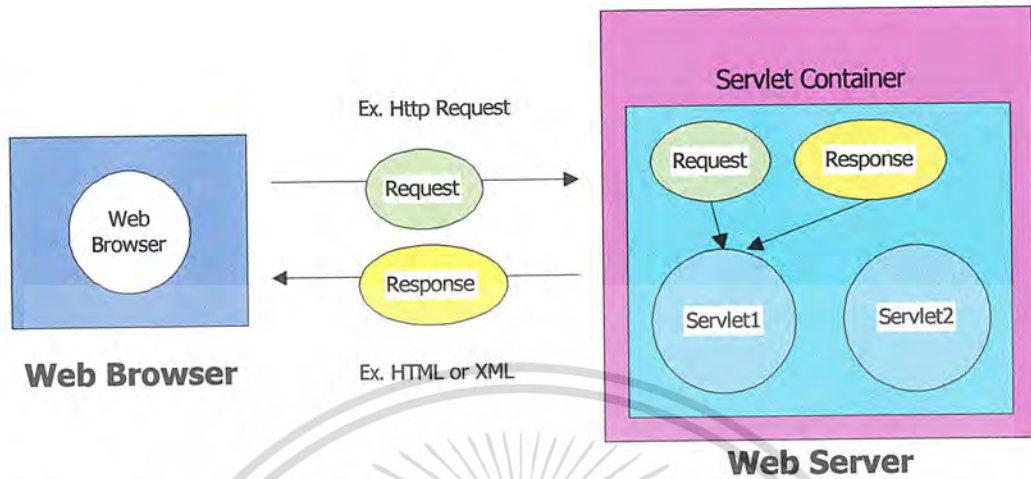 Servlet Container
Ex. Http Request
Request
Response
Request
Web
Browser
Response
Servlet1
Servlet2
Web Browser
Ex. HTML or XML
Web Server